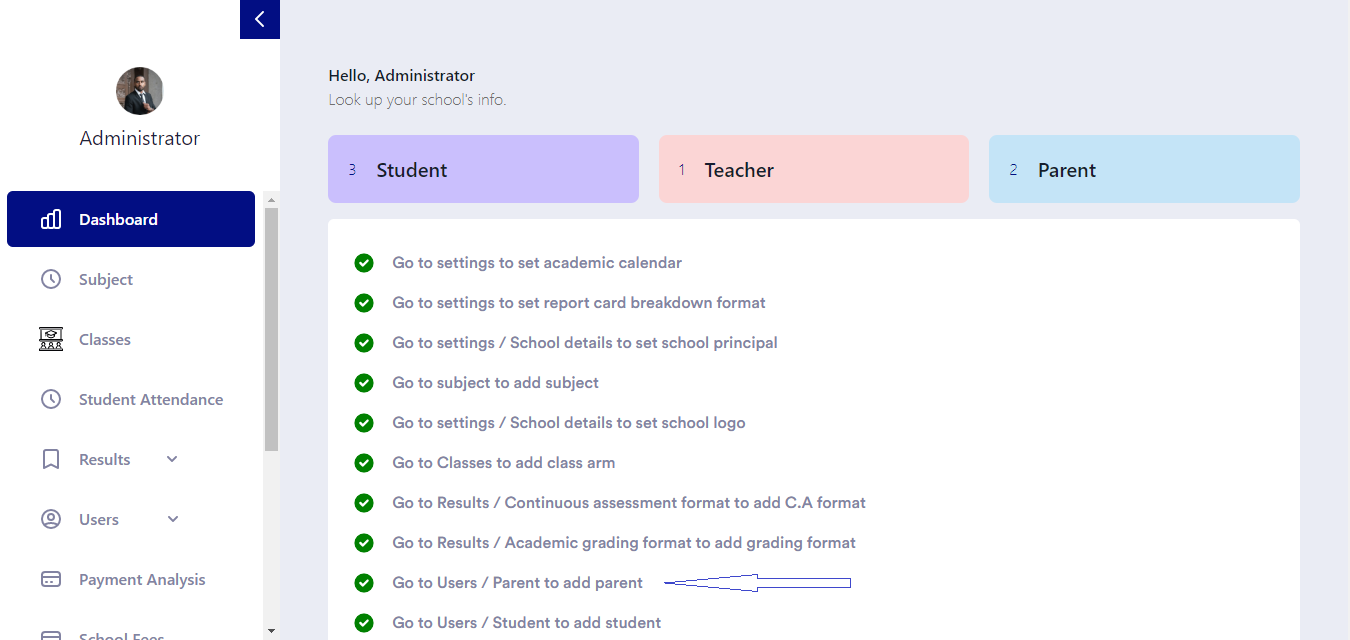 Administrator
Dashboard
Subject
Classes
Student Attendance
Results
Users
Payment Analysis
School Fees
Hello, Administrator
Look up your school's info.
3 Student
1 Teacher
2 Parent
Go to settings to set academic calendar
Go to settings to set report card breakdown format
Go to settings / School details to set school principal
Go to subject to add subject
Go to settings / School details to set school logo
Go to Classes to add class arm
Go to Results / Continuous assessment format to add C.A format
Go to Results / Academic grading format to add grading format
Go to Users / Parent to add parent
Go to Users / Student to add student